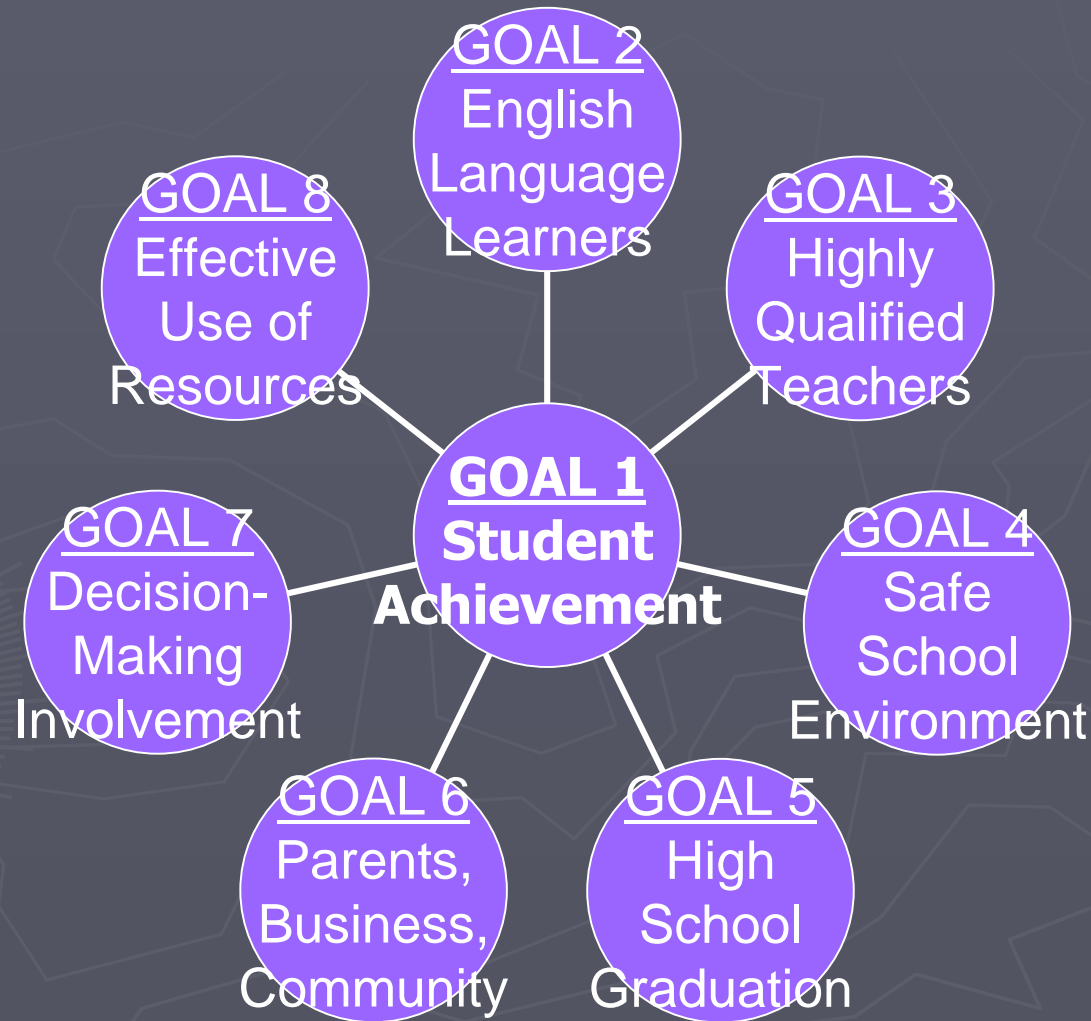 GOAL 2
English
Language
Learners
GOAL 8
Effective
Use of
Resources
GOAL 3
Highly
Qualified
Teachers
GOAL 1
Student
Achievement
GOAL 7
Decision-
Making
Involvement
GOAL 4
Safe
School
Environment
GOAL 6
Parents,
Business,
Community
GOAL 5
High
School
Graduation